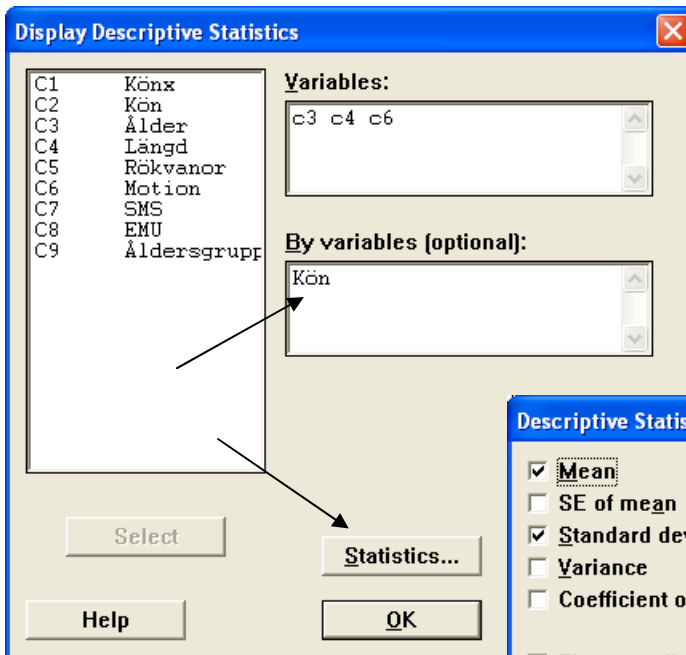 Display Descriptive Statistics
C1 Könx
C2 Kön
C3 Ålder
C4 Längd
C5 Rökvanor
C6 Motion
C7 SMS
C8 EMU
C9 Åldersgrupp
Variables:
c3 c4 c6
By variables (optional):
Kön
Select
Statistics...
Help
OK
Descriptive Statis
Mean
SE of mean
Standard dev
Variance
Coefficient o